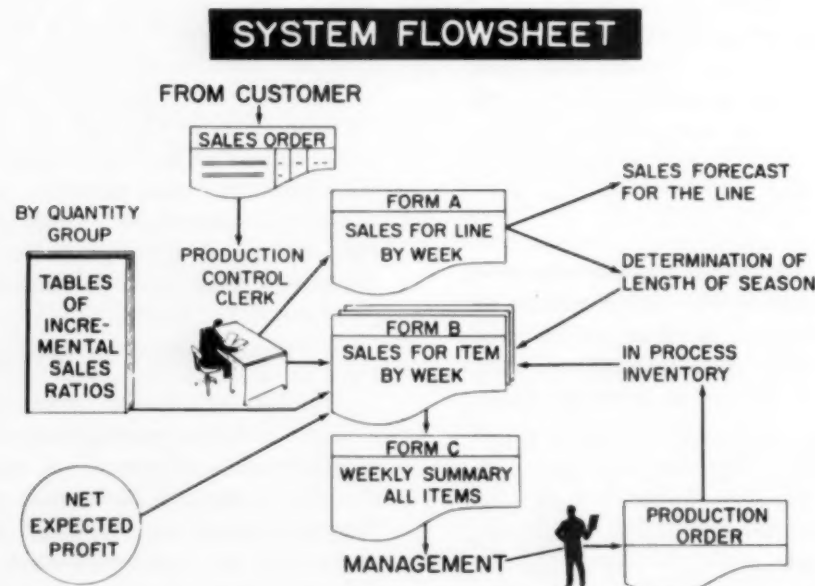 SYSTEM FLOWSHEET
FROM CUSTOMER
SALES ORDER
BY QUANTITY
GROUP
TABLES
OF
INCRE-
MENTAL
SALES
RATIOS
PRODUCTION
CONTROL
CLERK
FORM A
SALES FOR LINE
BY WEEK
SALES FORECAST
FOR THE LINE
DETERMINATION OF
LENGTH OF SEASON
FORM B
SALES FOR ITEM
BY WEEK
IN PROCESS
INVENTORY
NET
EXPECTED
PROFIT
FORM C
WEEKLY SUMMARY
ALL ITEMS
MANAGEMENT
PRODUCTION
ORDER